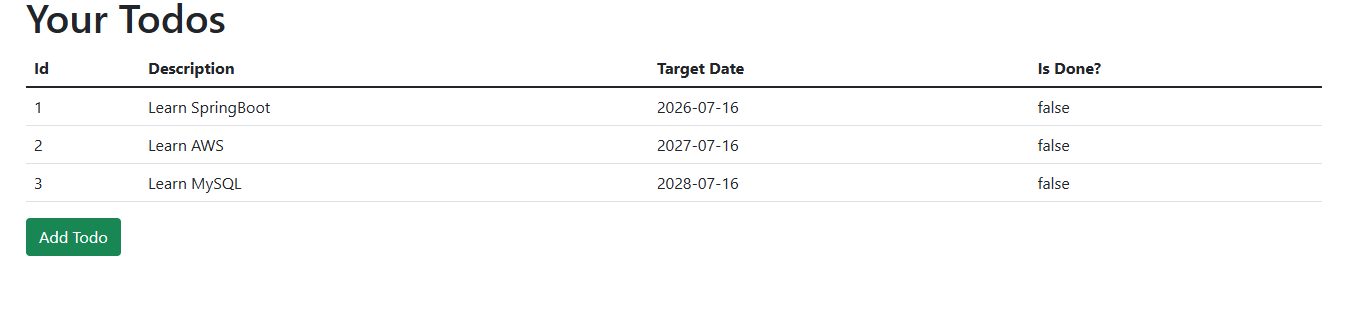 Your Todos
Id Description Target Date Is Done?
1 Learn SpringBoot 2026-07-16 false
2 Learn AWS 2027-07-16 false
3 Learn MySQL 2028-07-16 false
Add Todo